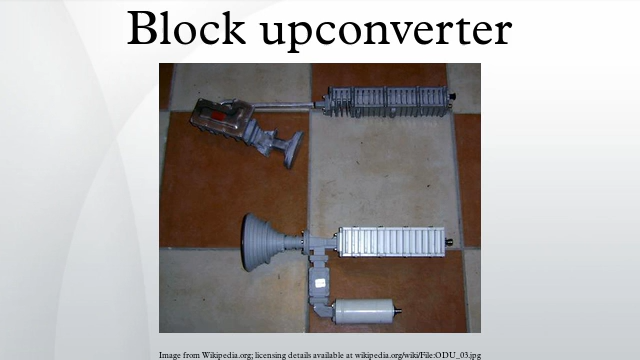 Block upconverter
Image from Wikipedia.org; licensing details available at wikipedia.org/wiki/File:ODU_03.jpg